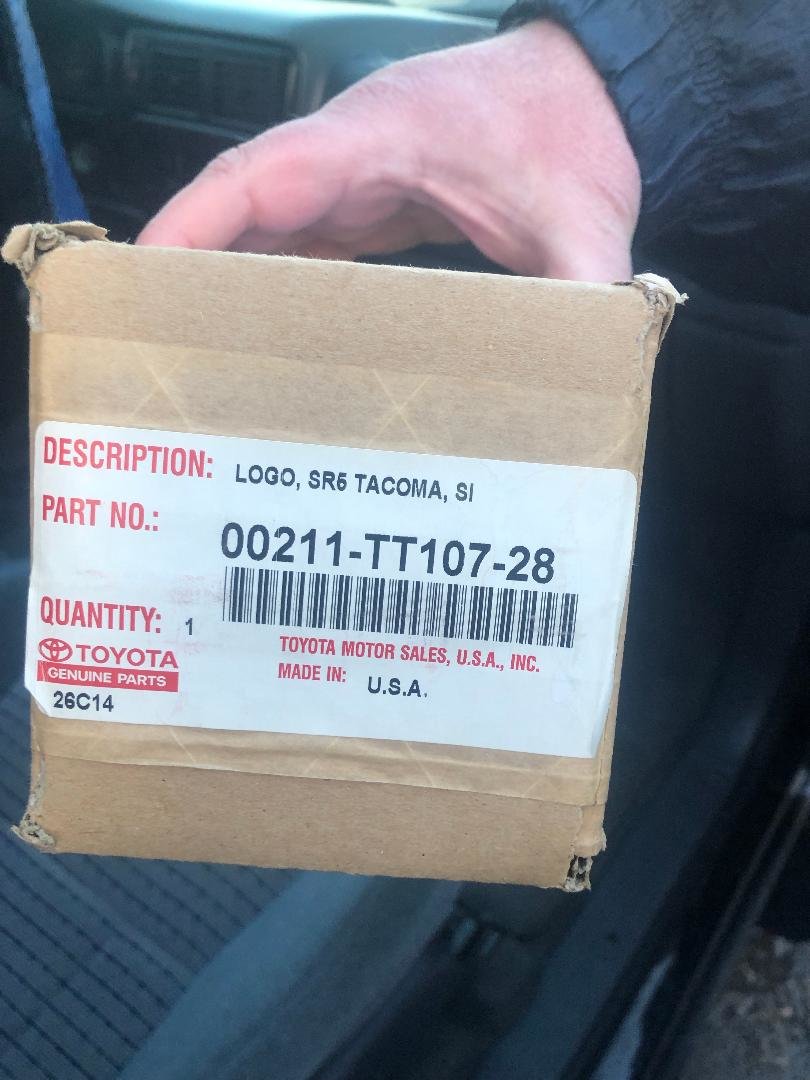 DESCRIPTION: LOGO, SR5 TACOMA, SI
PART NO.: 00211-TT107-28
QUANTITY: 1
TOYOTA
GENUINE PARTS
26C14
TOYOTA MOTOR SALES, U.S.A., INC.
MADE IN: U.S.A.